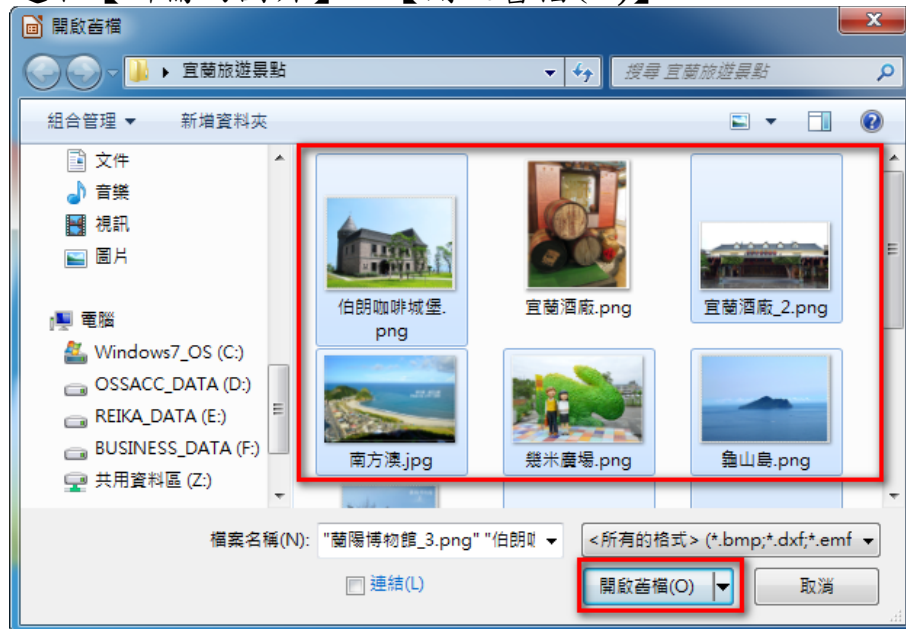 開啟舊檔
宜蘭旅遊景點
搜尋 宜蘭旅遊景點
組合管理 新增資料夾
文件
音樂
視訊
圖片
電腦
Windows7_OS (C:)
OSSACC_DATA (D:)
REIKA_DATA (E:)
BUSINESS_DATA (F:)
共用資料區 (Z:)
伯朗咖啡城堡.
png
宜蘭酒廠.png
宜蘭酒廠_2.png
南方澳.jpg
幾米廣場.png
龜山島.png
檔案名稱(N): "蘭陽博物館_3.png" "伯朗咖
<所有的格式> (*.bmp;*.dxf;*.emf
連結(L)
開啟舊檔(O)
取消